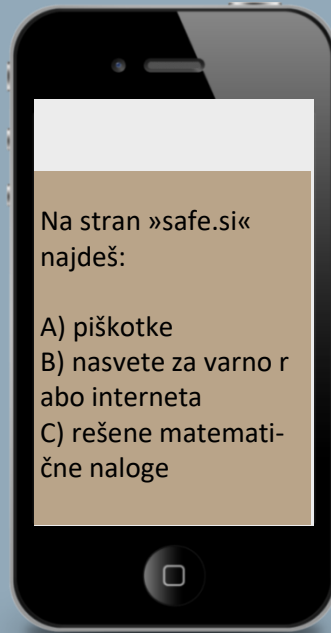 Na stran »safe.si«
najdeš:
A) piškotke
B) nasvete za varno r
abo interneta
C) rešene matemati-
čne naloge